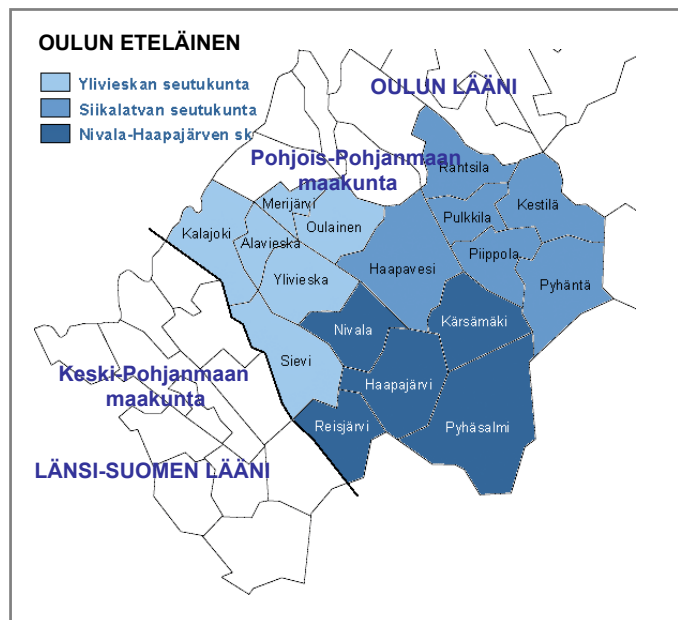 OULUN ETELÄINEN
Ylivieskan seutukunta
Siikalatvan seutukunta
Nivala-Haapajärven sk
OULUN LÄÄNI
Pohjois-Pohjanmaan
maakunta
Rantsila
Merijärvi
Kestilä
Pulkkila
Oulainen
Kalajoki
Alavieska
Piippola
Haapavesi
Ylivieska
Pyhäntä
Kärsämäki
Nivala
Sievi
Keski-Pohjanmaan
maakunta
Haapajärvi
Reisjärvi
Pyhäsalmi
LÄNSI-SUOMEN LÄÄNI